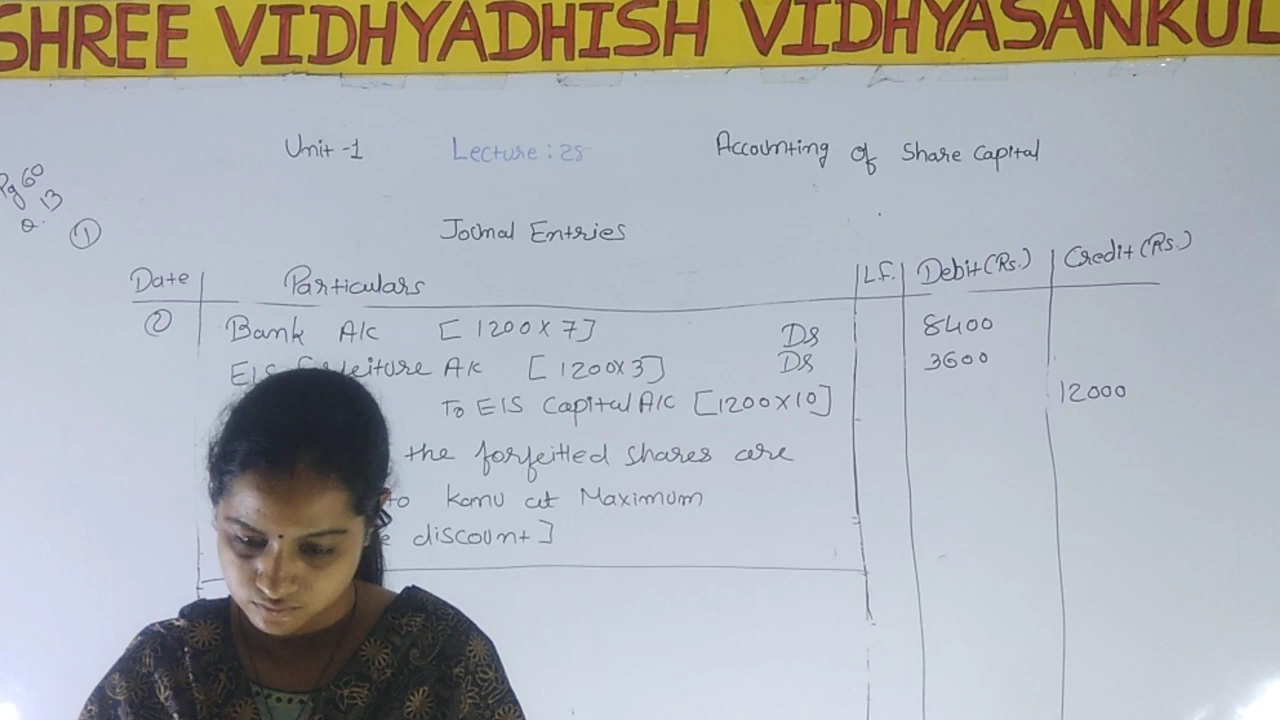 SHREE VIDHYADHISH VIDHYASANKUL
Unit -1 Lecture : 28 Accounting of Share Capital
Pg 60
Q. 13
①
Journal Entries
Date Particulars L.F. Debit (Rs.) Credit (Rs.)
② Bank A/c [1200 X 7] Dr 8400
A/c [1200 X 3] Dr 3600
To E/S Capital A/c [1200 X 10] 12000
the forfeitted shares are
to Kamu at Maximum
discount]